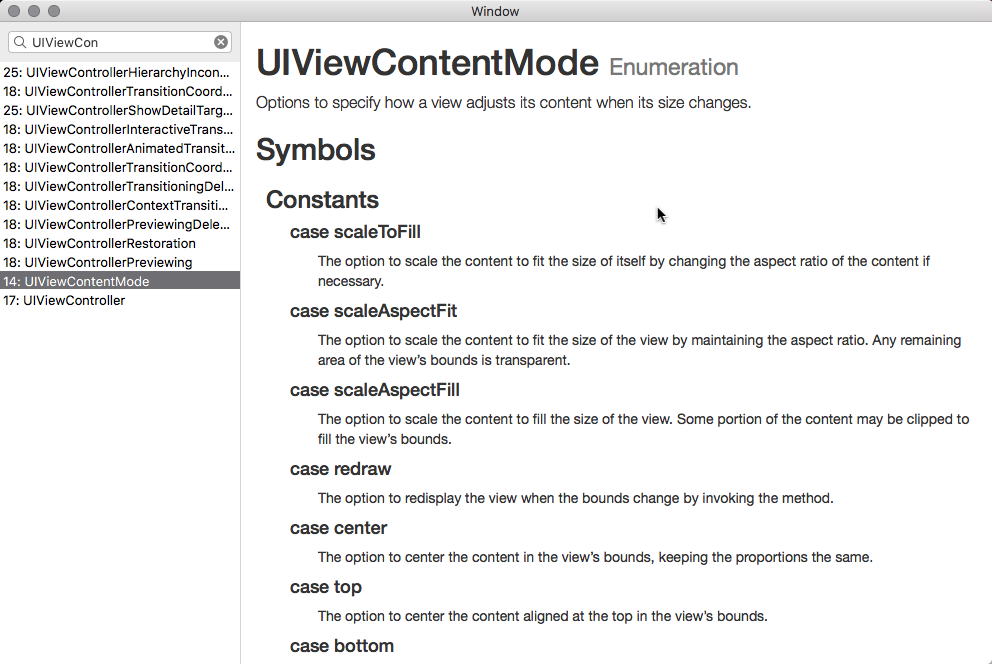 Window
UIViewCon
25: UIViewControllerHierarchyIncon...
18: UIViewControllerTransitionCoord...
25: UIViewControllerShowDetailTarg...
18: UIViewControllerInteractiveTrans...
18: UIViewControllerAnimatedTransit...
18: UIViewControllerTransitionCoord...
18: UIViewControllerTransitioningDel...
18: UIViewControllerContextTransiti...
18: UIViewControllerPreviewingDele...
18: UIViewControllerRestoration
18: UIViewControllerPreviewing
14: UIViewContentMode
17: UIViewController
UIViewContentMode Enumeration
Options to specify how a view adjusts its content when its size changes.
Symbols
Constants
case scaleToFill
The option to scale the content to fit the size of itself by changing the aspect ratio of the content if
necessary.
case scaleAspectFit
The option to scale the content to fit the size of the view by maintaining the aspect ratio. Any remaining
area of the view’s bounds is transparent.
case scaleAspectFill
The option to scale the content to fill the size of the view. Some portion of the content may be clipped to
fill the view’s bounds.
case redraw
The option to redisplay the view when the bounds change by invoking the method.
case center
The option to center the content in the view’s bounds, keeping the proportions the same.
case top
The option to center the content aligned at the top in the view’s bounds.
case bottom